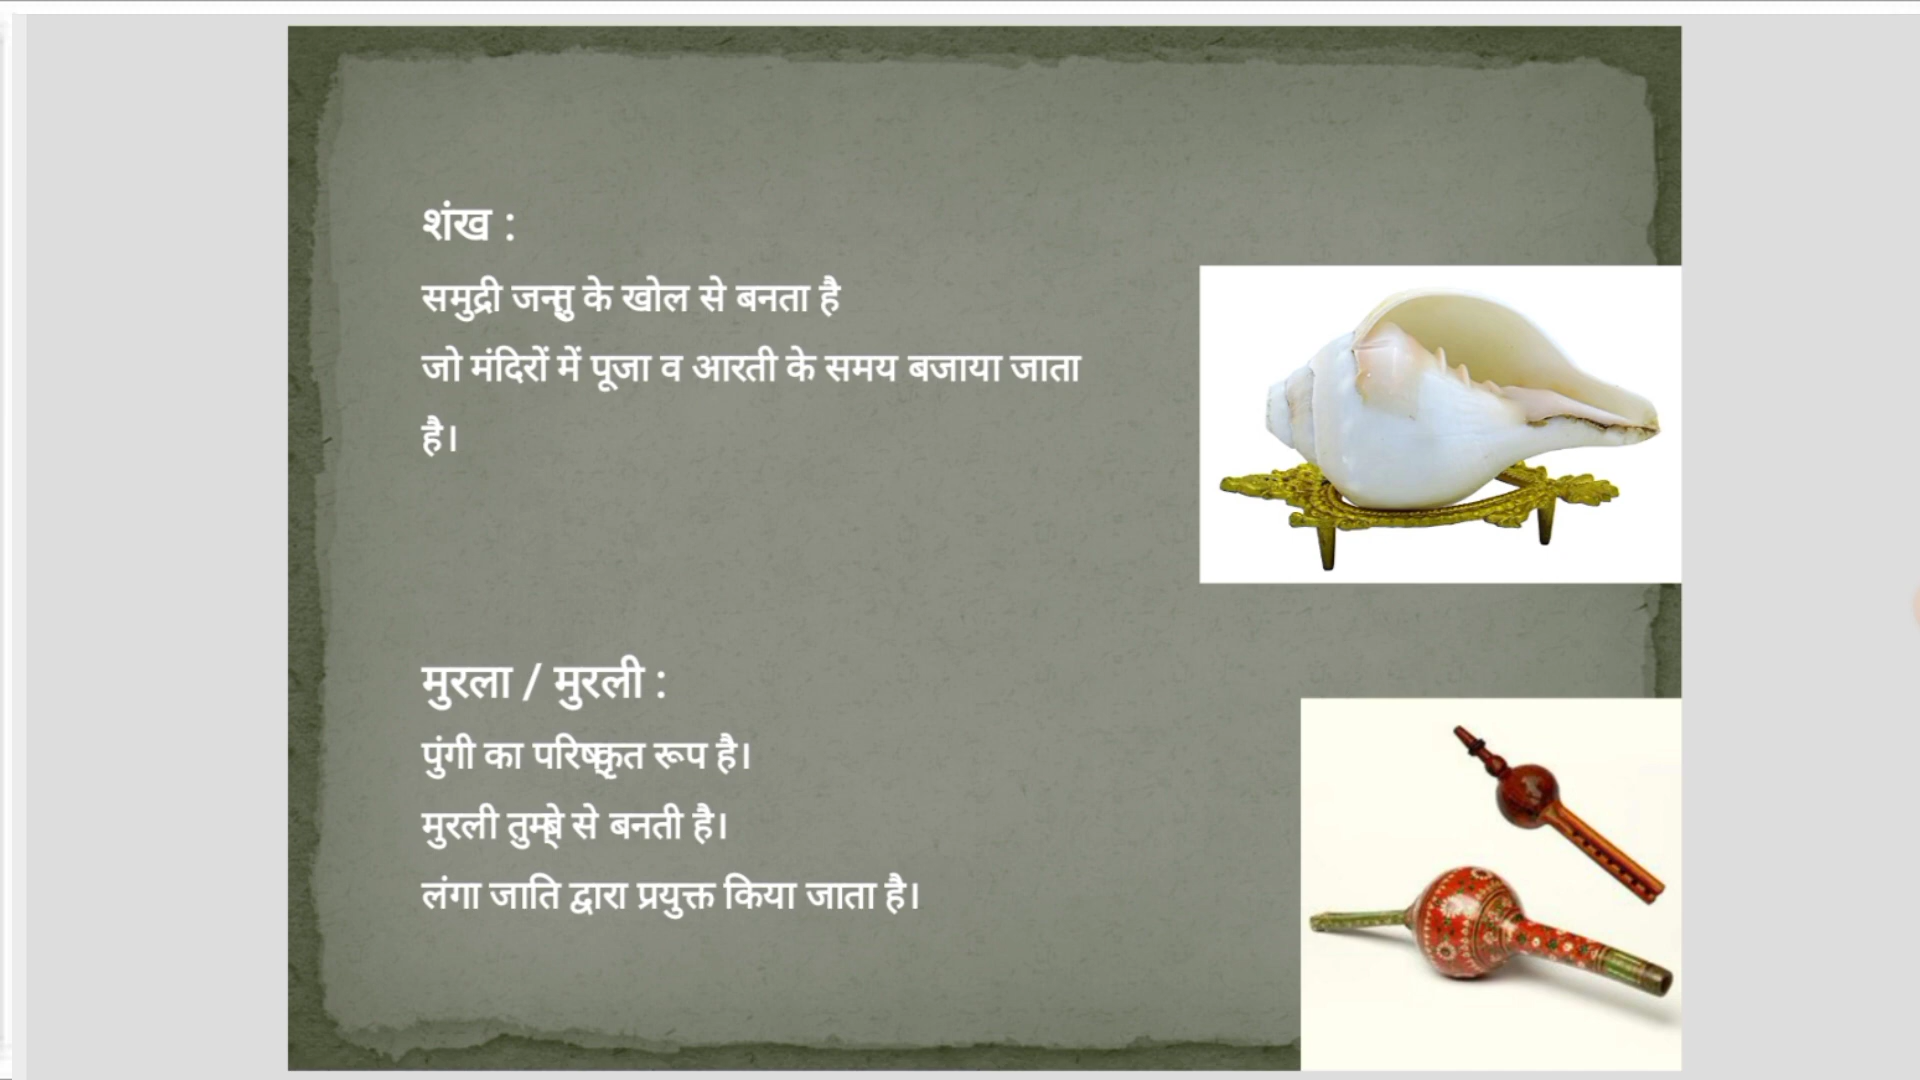 शंख :
समुद्री जन्तु के खोल से बनता है
जो मंदिरों में पूजा व आरती के समय बजाया जाता
है।
मुरला / मुरली :
पुंगी का परिष्कृत रूप है।
मुरली तुम्बे से बनती है।
लंगा जाति द्वारा प्रयुक्त किया जाता है।